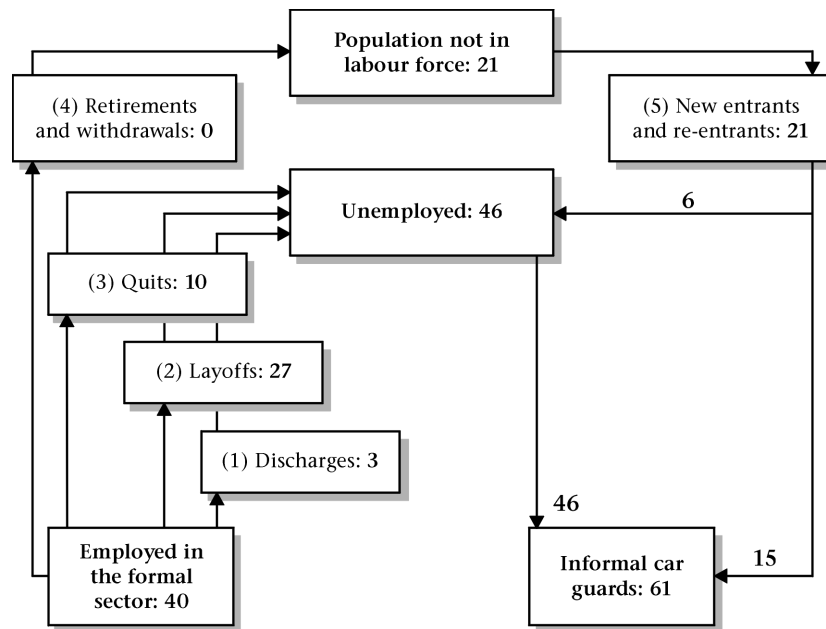 Population not in
labour force: 21
(4) Retirements
and withdrawals: 0
(5) New entrants
and re-entrants: 21
Unemployed: 46
6
(3) Quits: 10
(2) Layoffs: 27
(1) Discharges: 3
46
Employed in
the formal
sector: 40
Informal car
guards: 61
15